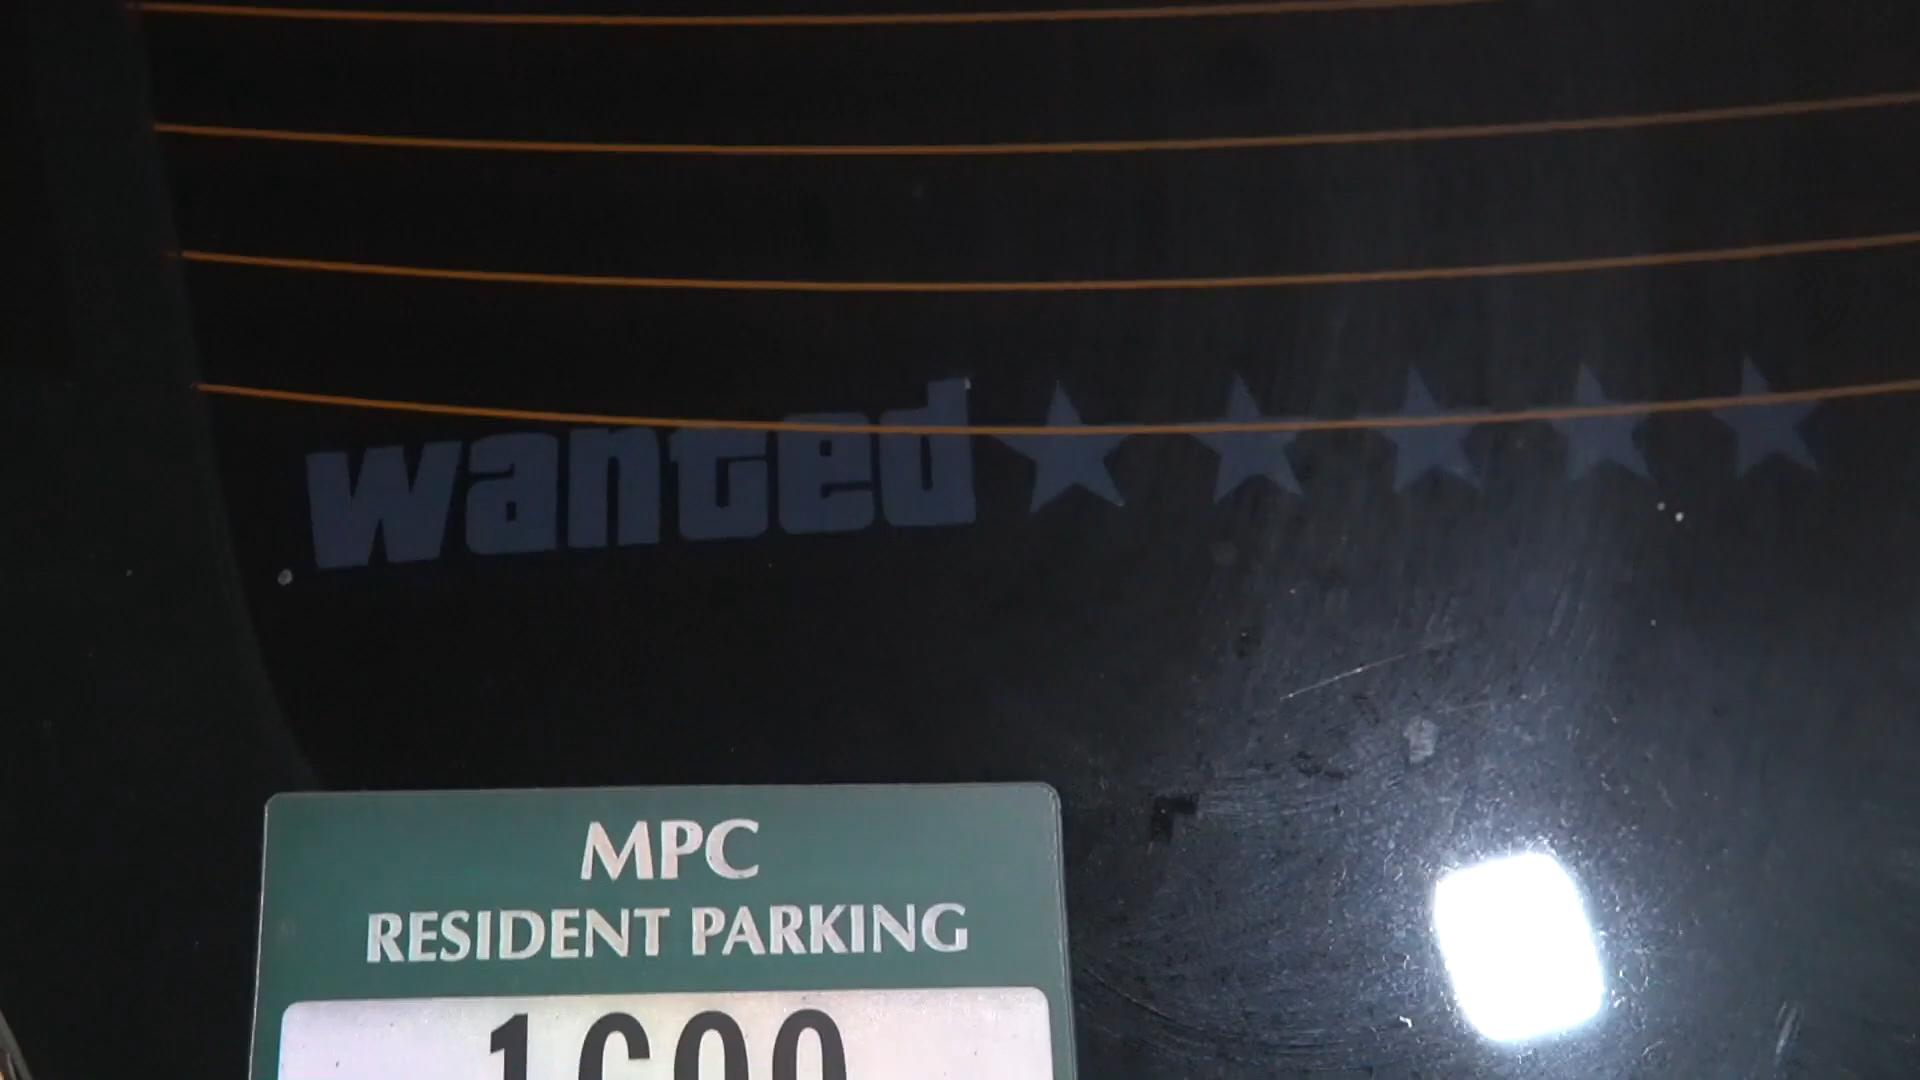 wanted ★★★★★
MPC
RESIDENT PARKING